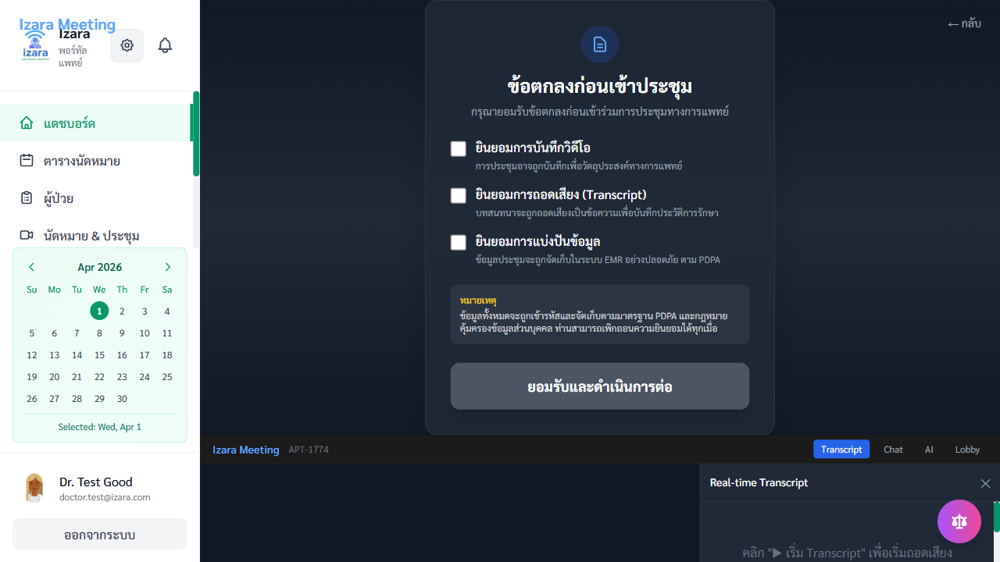 Izara Meeting
Izara
พอร์ทัล
แพทย์
izara
แดชบอร์ด
ตารางนัดหมาย
ผู้ป่วย
นัดหมาย & ประชุม
Apr 2026
Su Mo Tu We Th Fr Sa
1 2 3 4
5 6 7 8 9 10 11
12 13 14 15 16 17 18
19 20 21 22 23 24 25
26 27 28 29 30
Selected: Wed, Apr 1
Dr. Test Good
doctor.test@izara.com
ออกจากระบบ
← กลับ
ข้อตกลงก่อนเข้าประชุม
กรุณายอมรับข้อตกลงก่อนเข้าร่วมการประชุมทางการแพทย์
ยินยอมการบันทึกวิดีโอ
การประชุมอาจถูกบันทึกเพื่อวัตถุประสงค์ทางการแพทย์
ยินยอมการถอดเสียง (Transcript)
บทสนทนาจะถูกถอดเสียงเป็นข้อความเพื่อบันทึกประวัติการรักษา
ยินยอมการแบ่งปันข้อมูล
ข้อมูลประชุมจะถูกจัดเก็บในระบบ EMR อย่างปลอดภัย ตาม PDPA
หมายเหตุ
ข้อมูลทั้งหมดจะถูกเข้ารหัสและจัดเก็บตามมาตรฐาน PDPA และกฎหมาย
คุ้มครองข้อมูลส่วนบุคคล ท่านสามารถเพิกถอนความยินยอมได้ทุกเมื่อ
ยอมรับและดำเนินการต่อ
Izara Meeting APT-1774
Transcript Chat AI Lobby
Real-time Transcript
คลิก "▶ เริ่ม Transcript" เพื่อเริ่มถอดเสียง